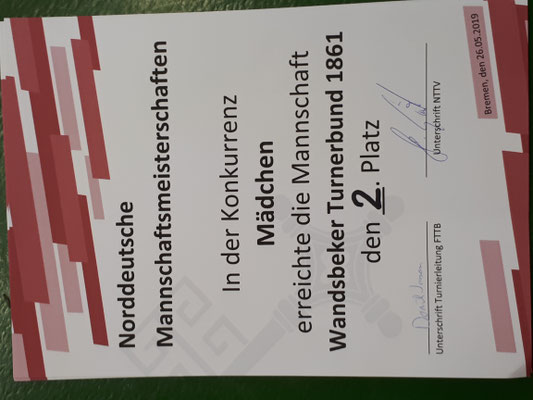 Norddeutsche
Mannschaftsmeisterschaften
In der Konkurrenz
Mädchen
erreichte die Mannschaft
Wandsbeker Turnerbund 1861
den 2. Platz
Unterschrift Turnierleitung FTTB
Unterschrift NTTV
Bremen, den 26.05.2019